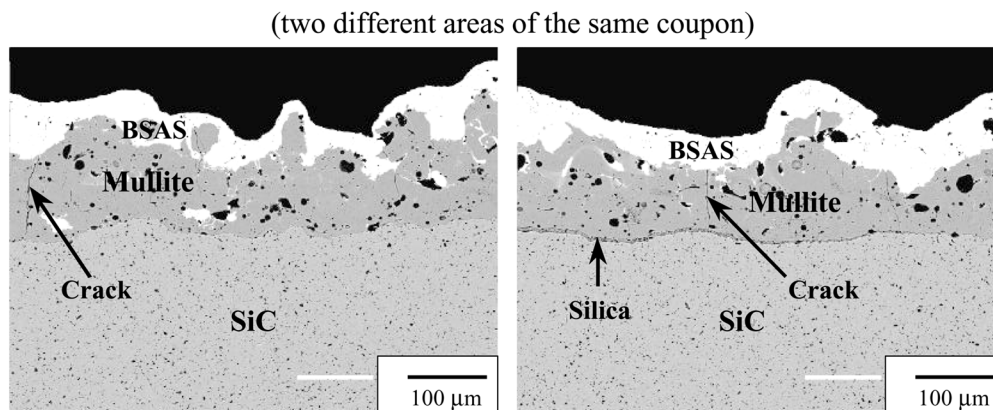 (two different areas of the same coupon)
BSAS
Mullite
Crack
SiC
100 μm
BSAS
Mullite
Silica
Crack
SiC
100 μm